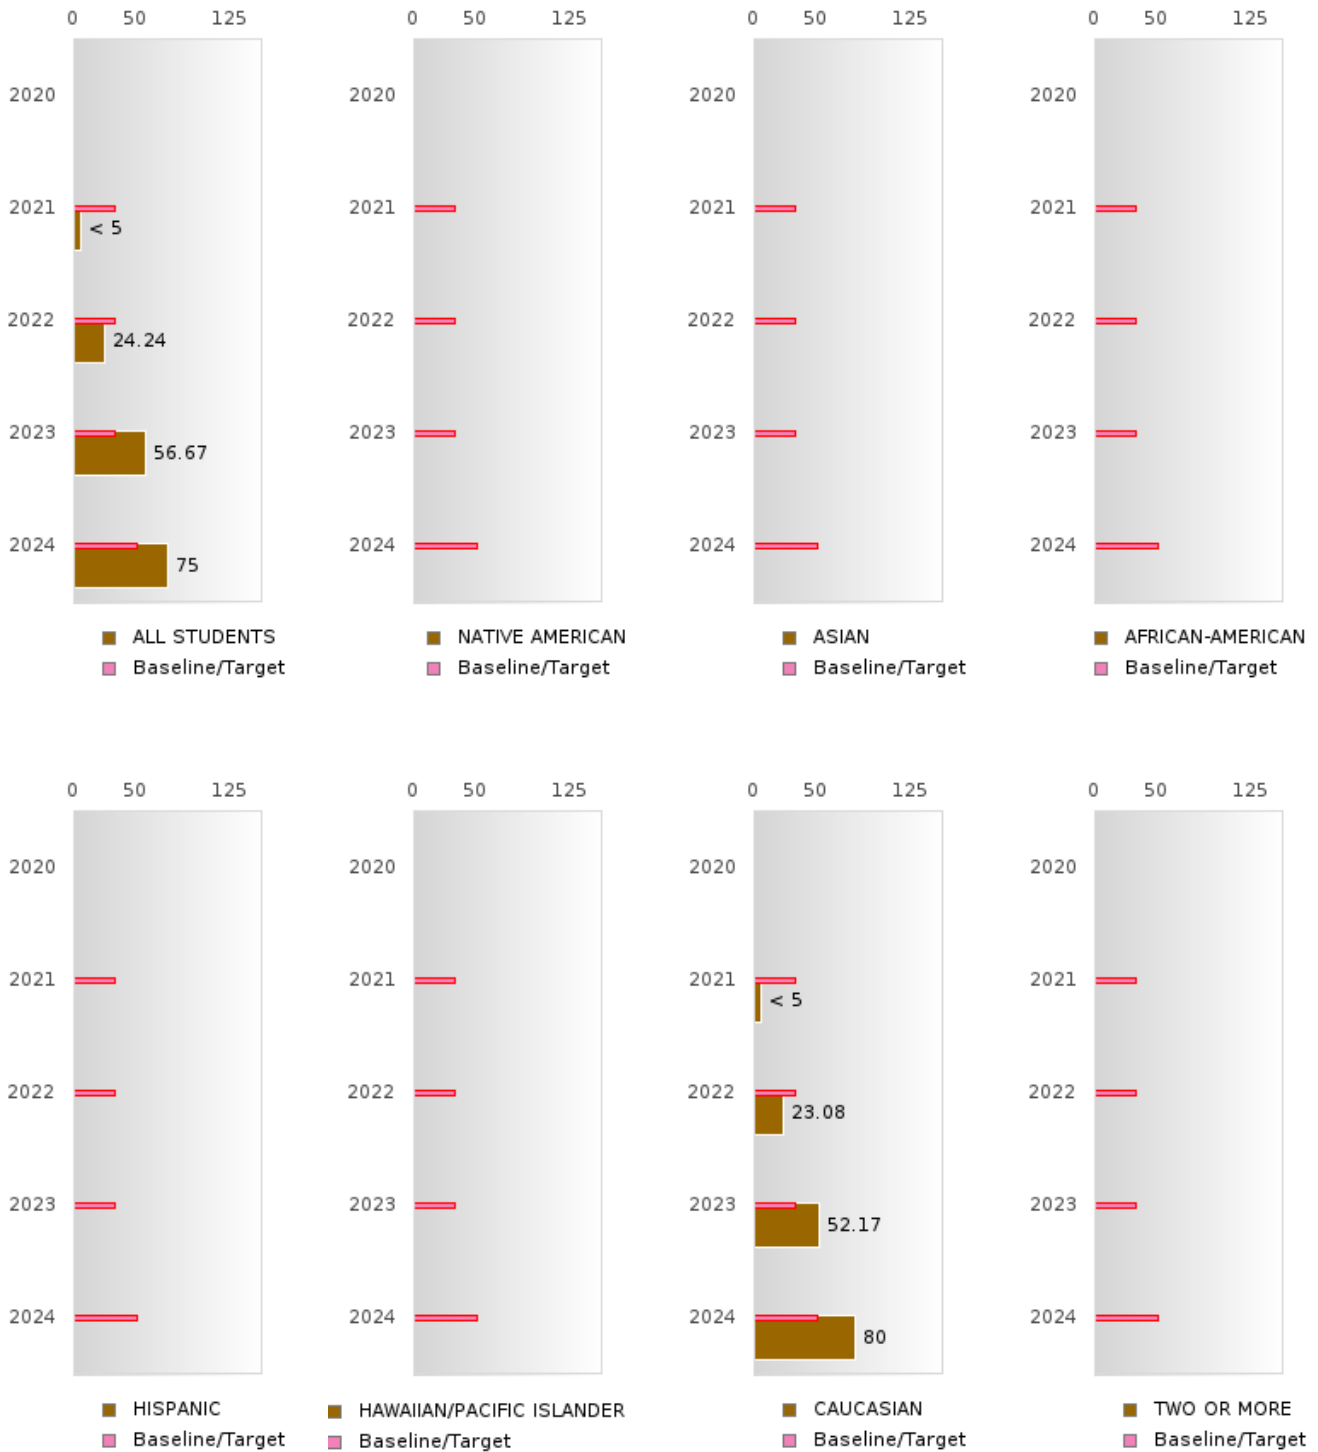 0 50 125 0 50 125 0 50 125 0 50 125
2020 2020 2020 2020
2021 2021 2021 2021
< 5
2022 2022 2022 2022
24.24
2023 2023 2023 2023
56.67
2024 2024 2024 2024
75
ALL STUDENTS NATIVE AMERICAN ASIAN AFRICAN-AMERICAN
Baseline/Target Baseline/Target Baseline/Target Baseline/Target
0 50 125 0 50 125 0 50 125 0 50 125
2020 2020 2020 2020
2021 2021 2021 2021
< 5
2022 2022 2022 2022
23.08
2023 2023 2023 2023
52.17
2024 2024 2024 2024
80
HISPANIC HAWAIIAN/PACIFIC ISLANDER CAUCASIAN TWO OR MORE
Baseline/Target Baseline/Target Baseline/Target Baseline/Target